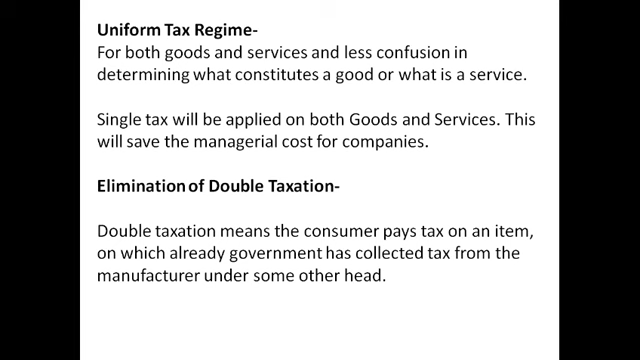 Uniform Tax Regime-
For both goods and services and less confusion in
determining what constitutes a good or what is a service.
Single tax will be applied on both Goods and Services. This
will save the managerial cost for companies.
Elimination of Double Taxation-
Double taxation means the consumer pays tax on an item,
on which already government has collected tax from the
manufacturer under some other head.